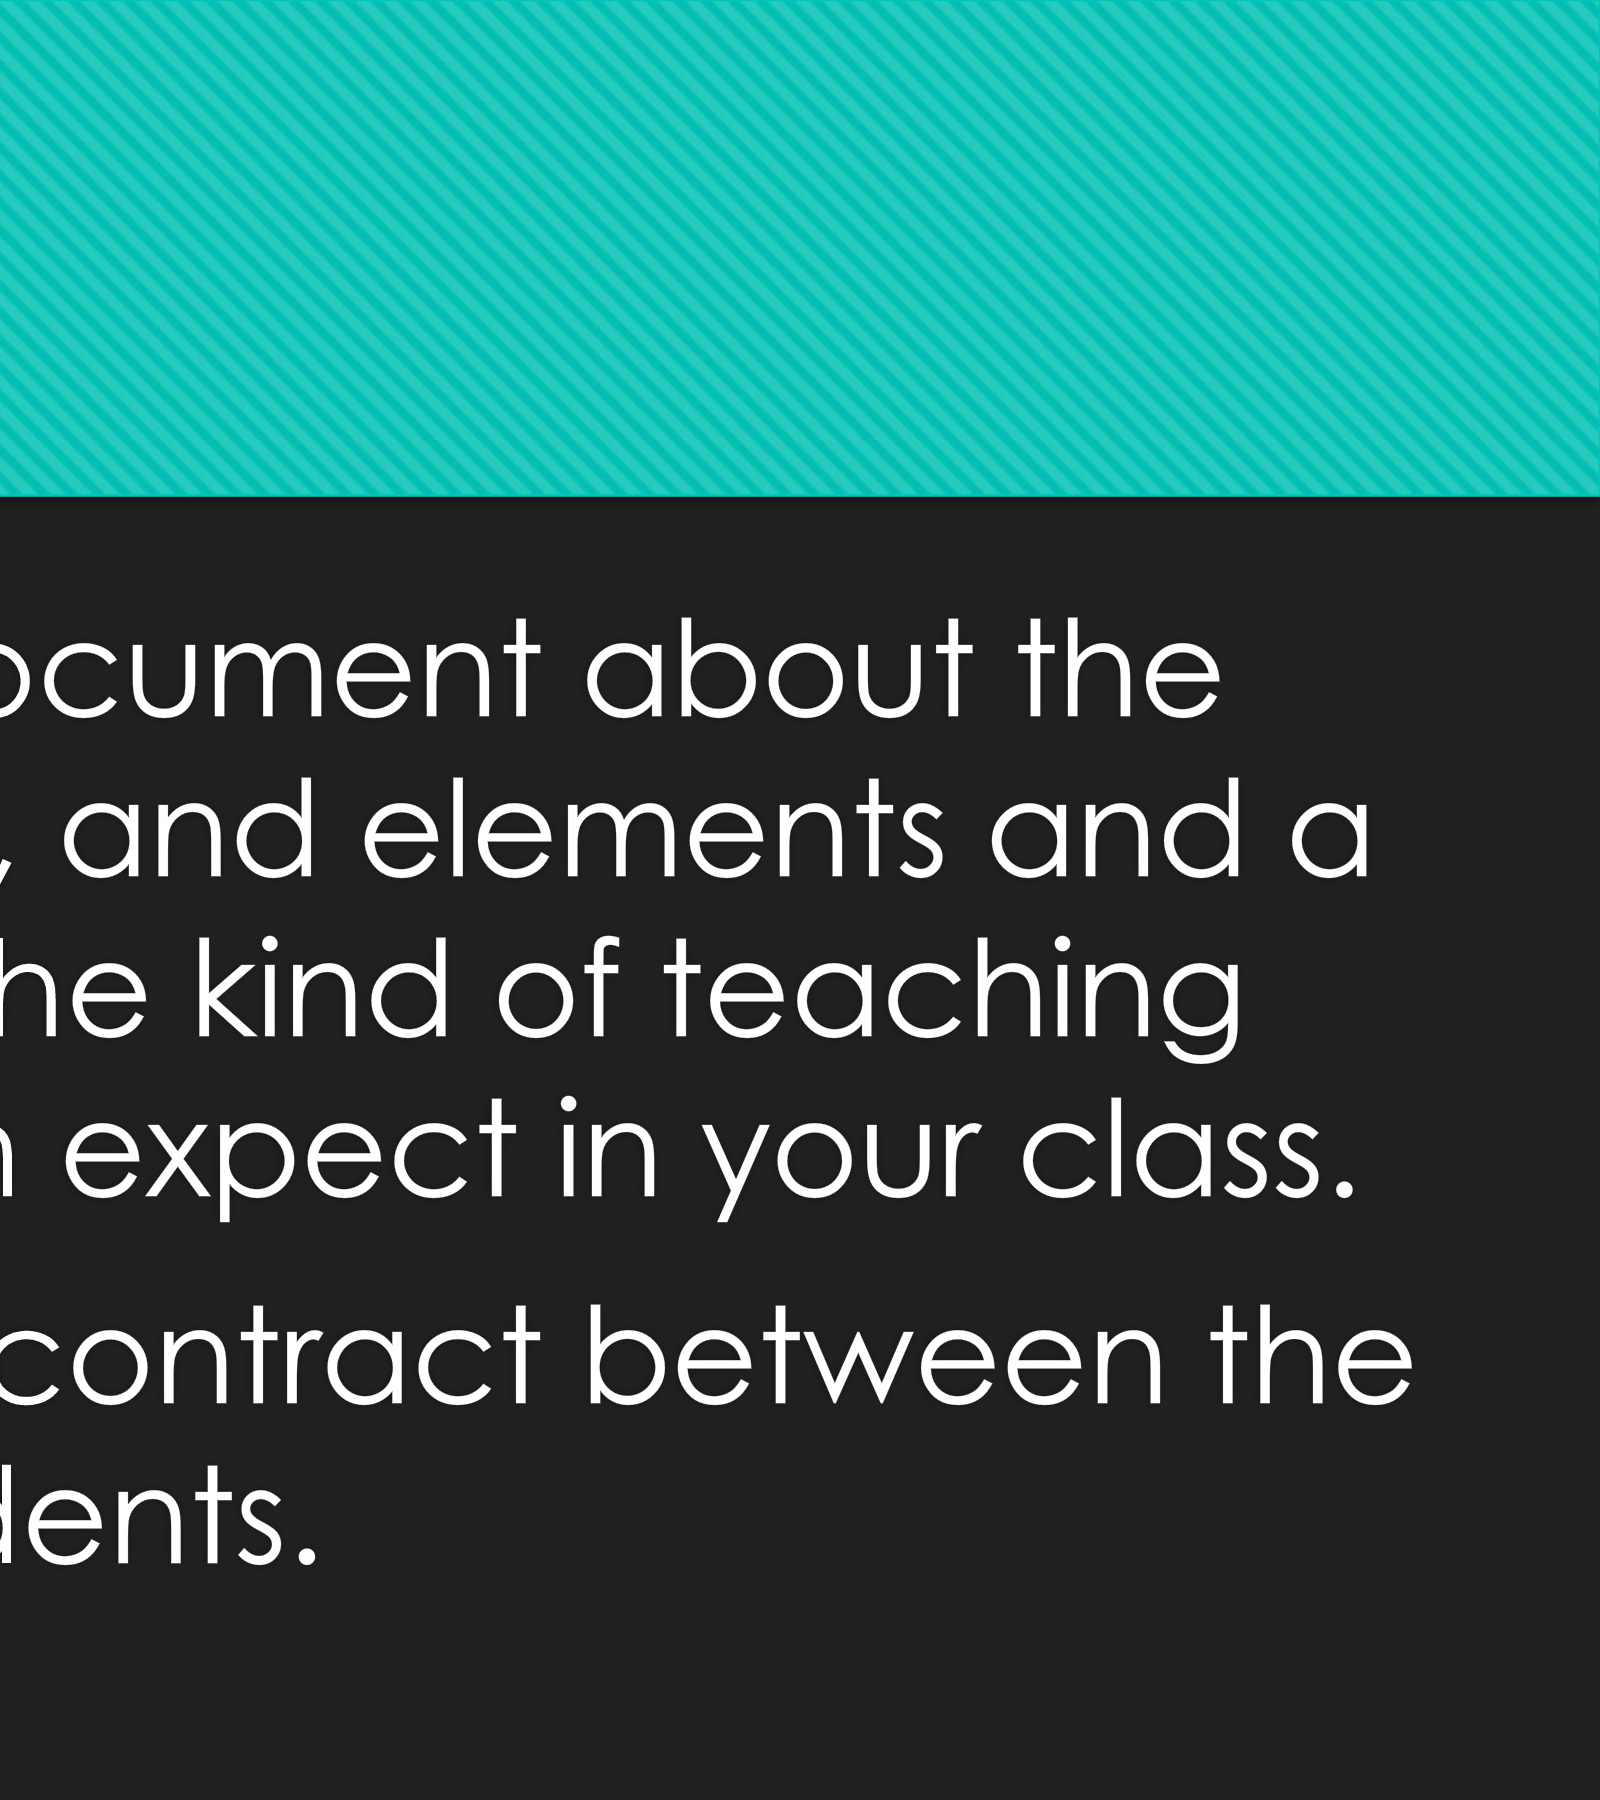 ocument about the
, and elements and a
he kind of teaching
expect in your class.
contract between the
dents.